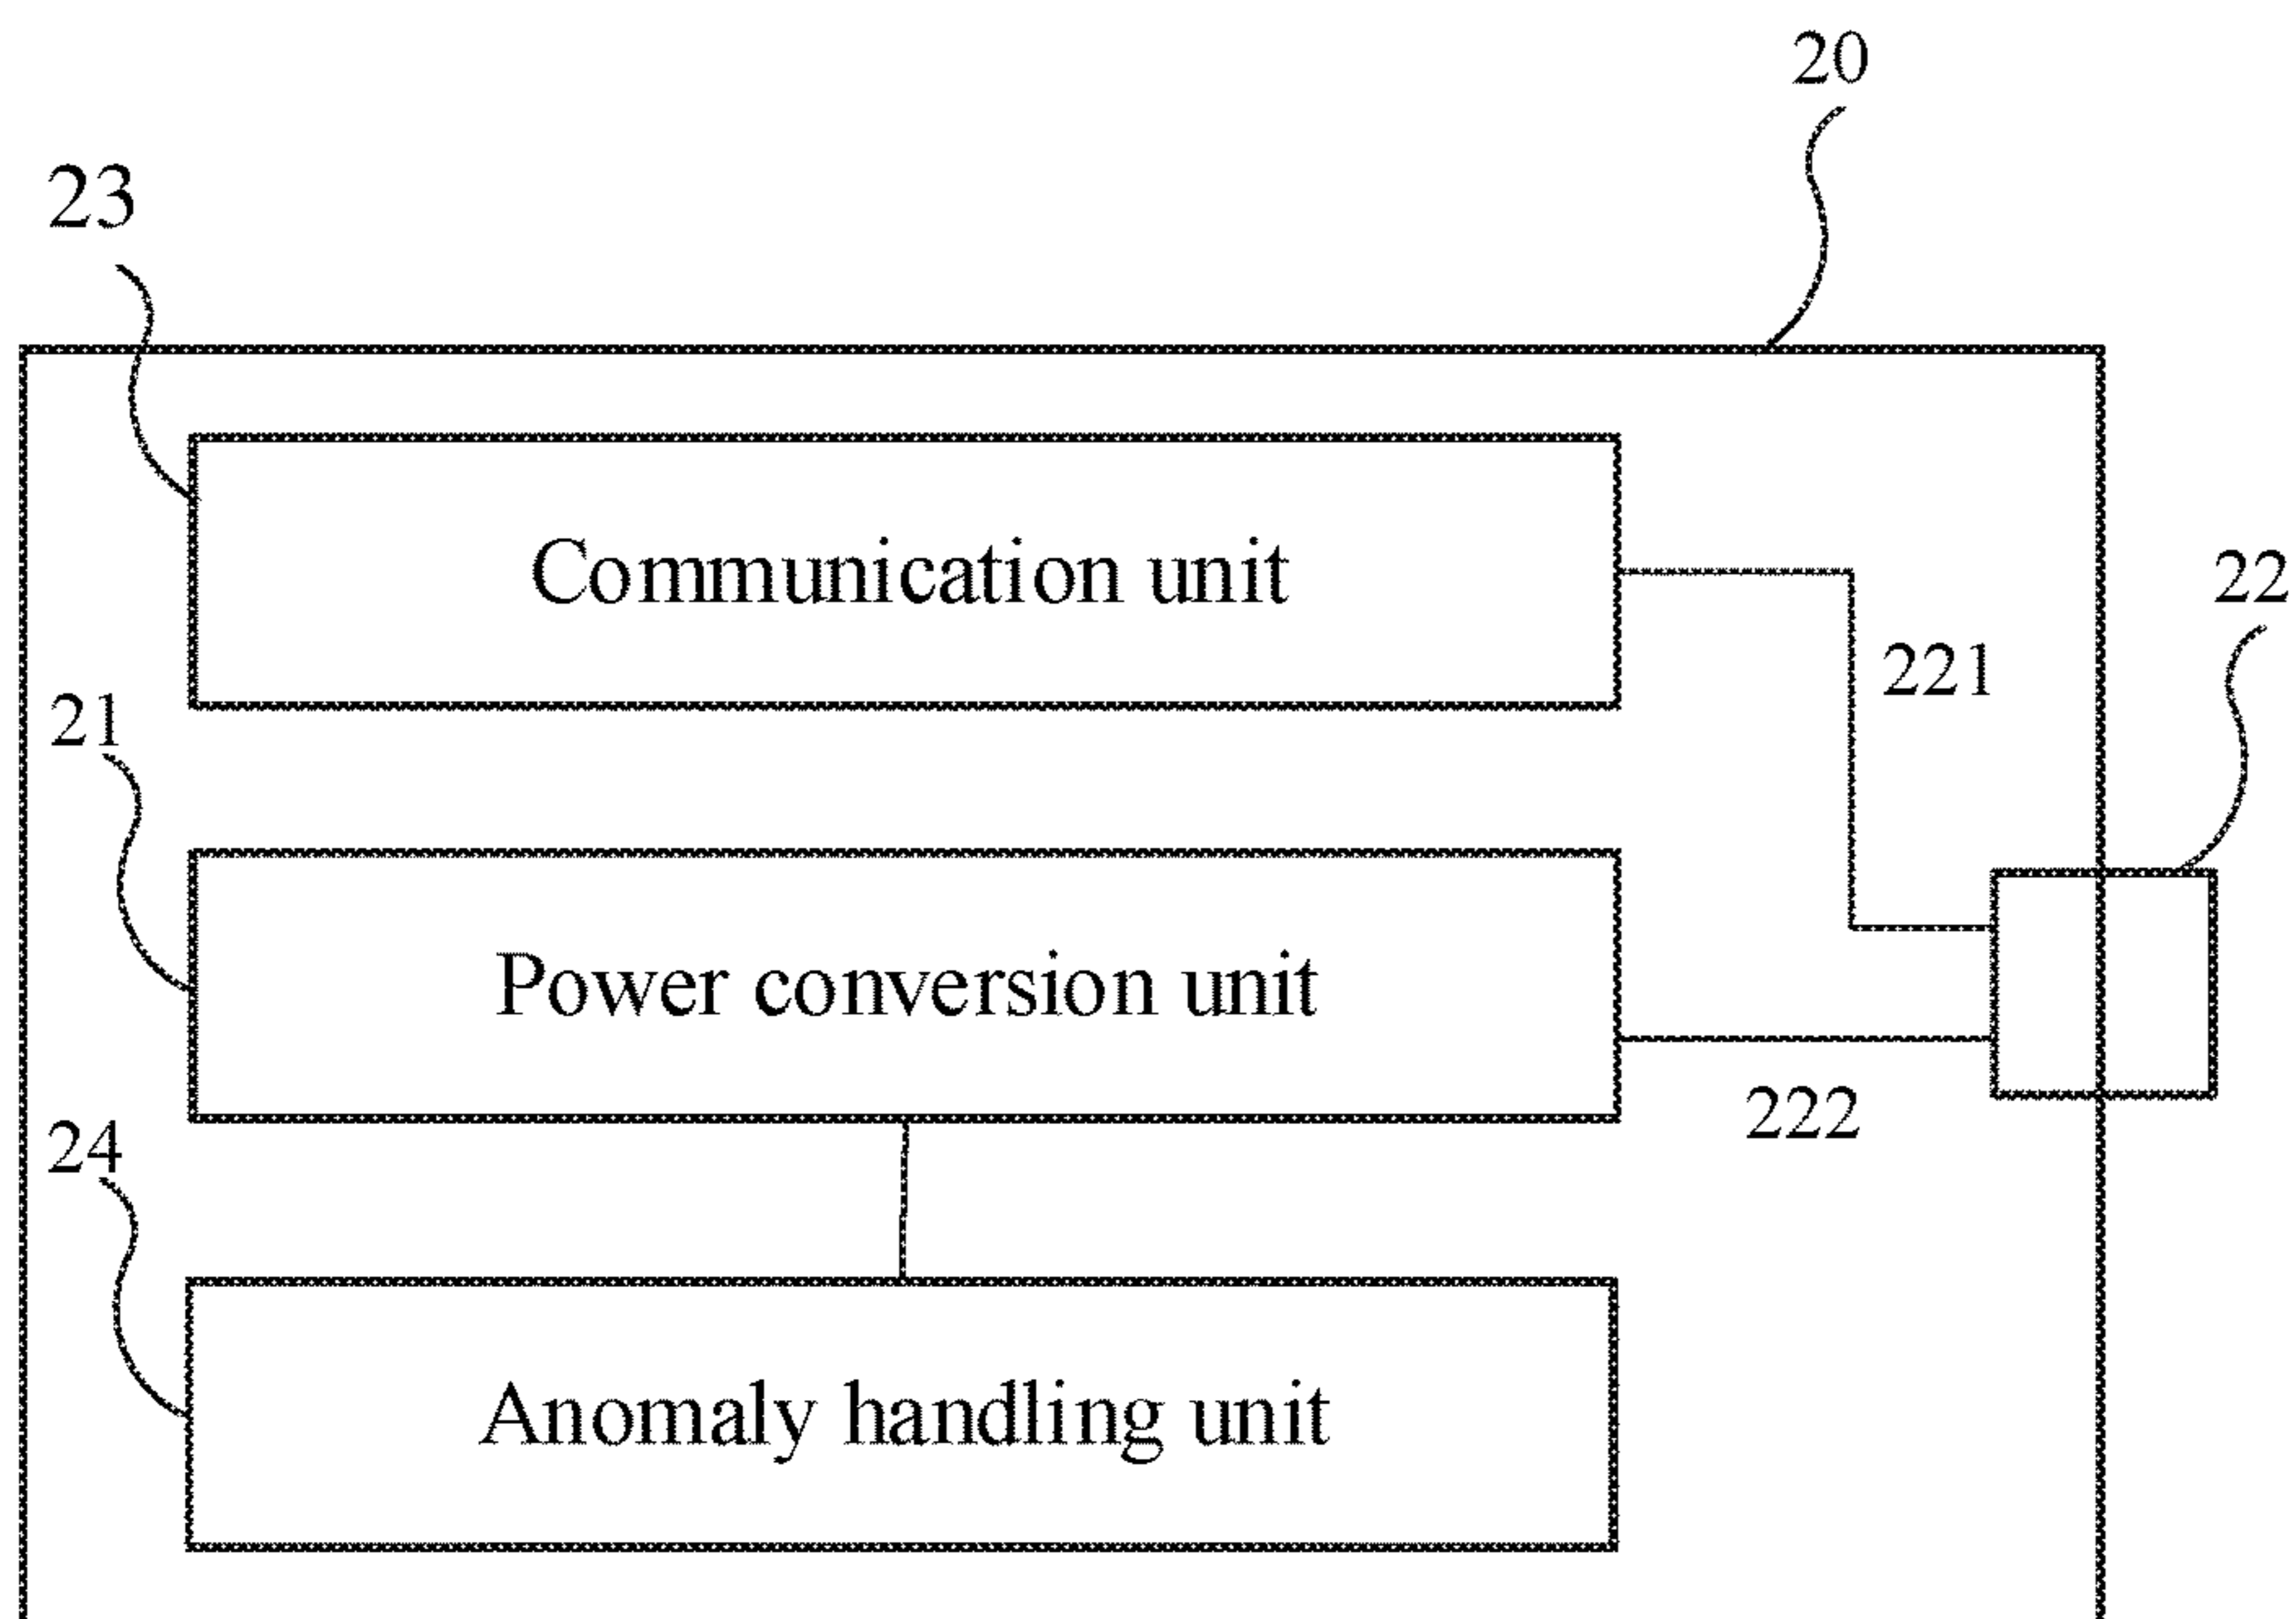 20
23
Communication unit
22
221
21
Power conversion unit
222
24
Anomaly handling unit